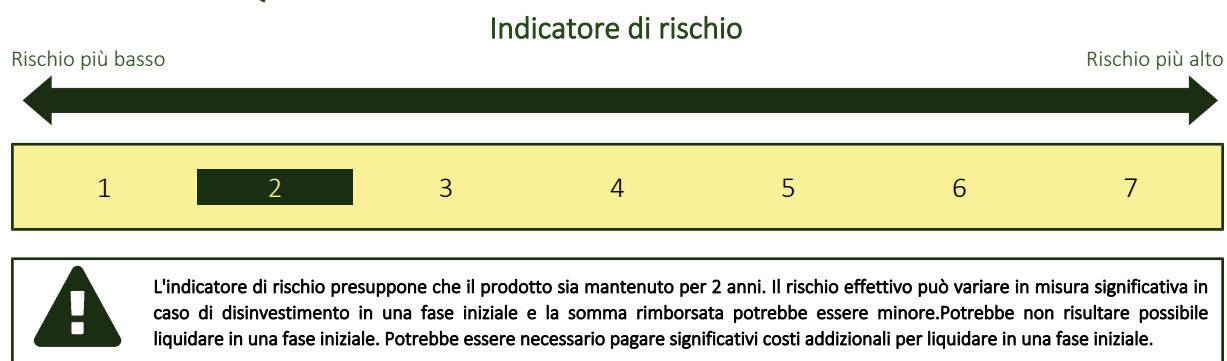 Indicatore di rischio
Rischio più basso
Rischio più alto
1 2 3 4 5 6 7
L'indicatore di rischio presuppone che il prodotto sia mantenuto per 2 anni. Il rischio effettivo può variare in misura significativa in
caso di disinvestimento in una fase iniziale e la somma rimborsata potrebbe essere minore.Potrebbe non risultare possibile
liquidare in una fase iniziale. Potrebbe essere necessario pagare significativi costi addizionali per liquidare in una fase iniziale.